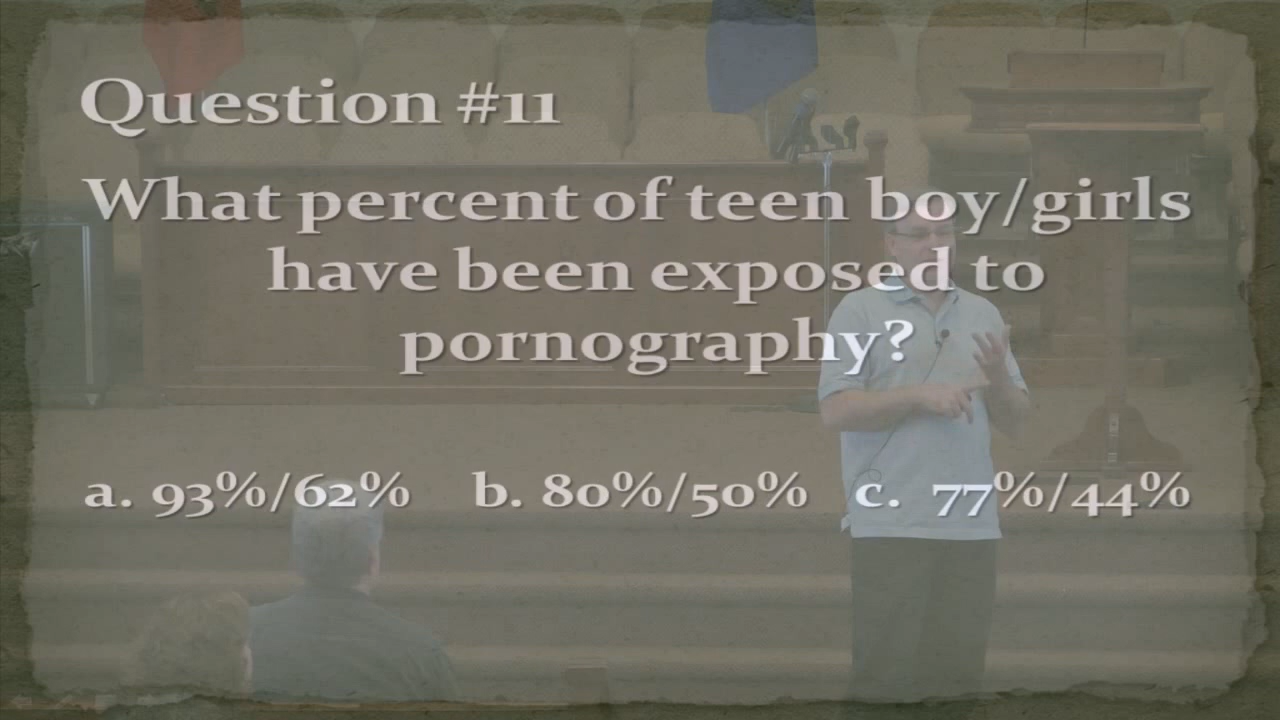 Question #11
What percent of teen boy/girls
have been exposed to
pornography?
a. 93%/62% b. 80%/50% c. 77%/44%